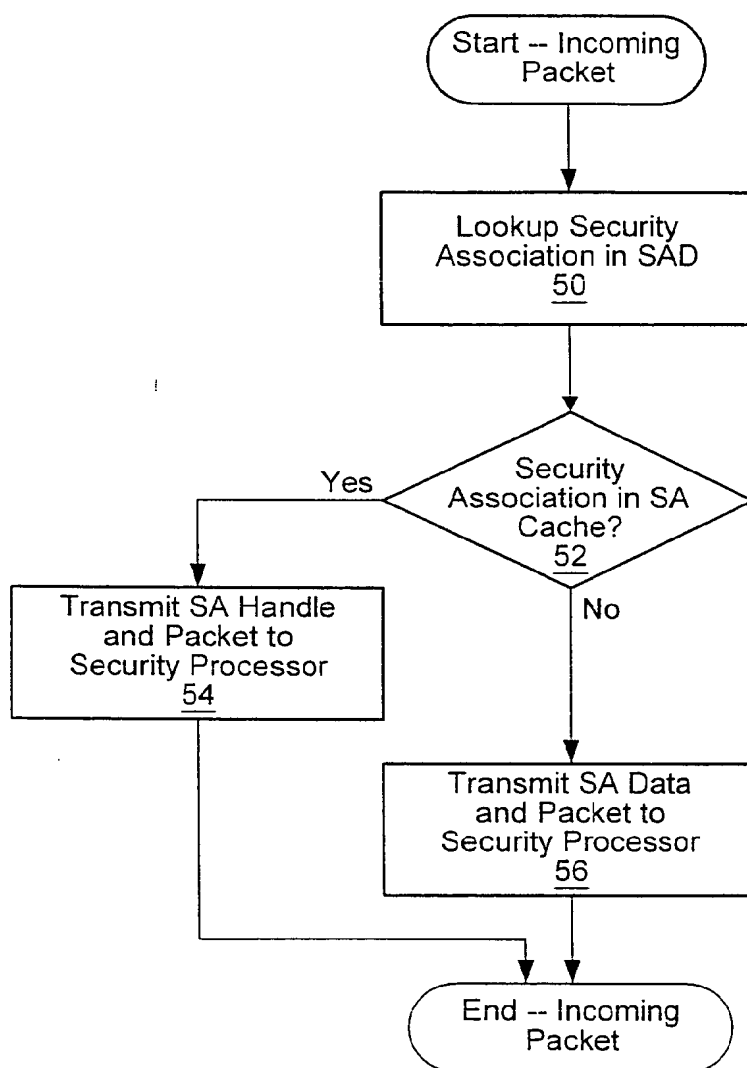 Start -- Incoming
Packet
Lookup Security
Association in SAD
50
Security
Association in SA
Cache?
52
Yes
No
Transmit SA Handle
and Packet to
Security Processor
54
Transmit SA Data
and Packet to
Security Processor
56
End -- Incoming
Packet